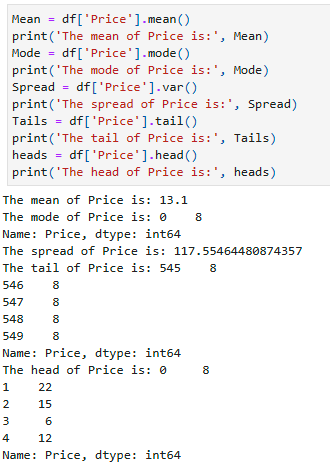 Mean = df['Price'].mean()
print('The mean of Price is:', Mean)
Mode = df['Price'].mode()
print('The mode of Price is:', Mode)
Spread = df['Price'].var()
print('The spread of Price is:', Spread)
Tails = df['Price'].tail()
print('The tail of Price is:', Tails)
heads = df['Price'].head()
print('The head of Price is:', heads)
The mean of Price is: 13.1
The mode of Price is: 0    8
Name: Price, dtype: int64
The spread of Price is: 117.55464480874357
The tail of Price is: 545    8
546    8
547    8
548    8
549    8
Name: Price, dtype: int64
The head of Price is: 0     8
1    22
2    15
3     6
4    12
Name: Price, dtype: int64